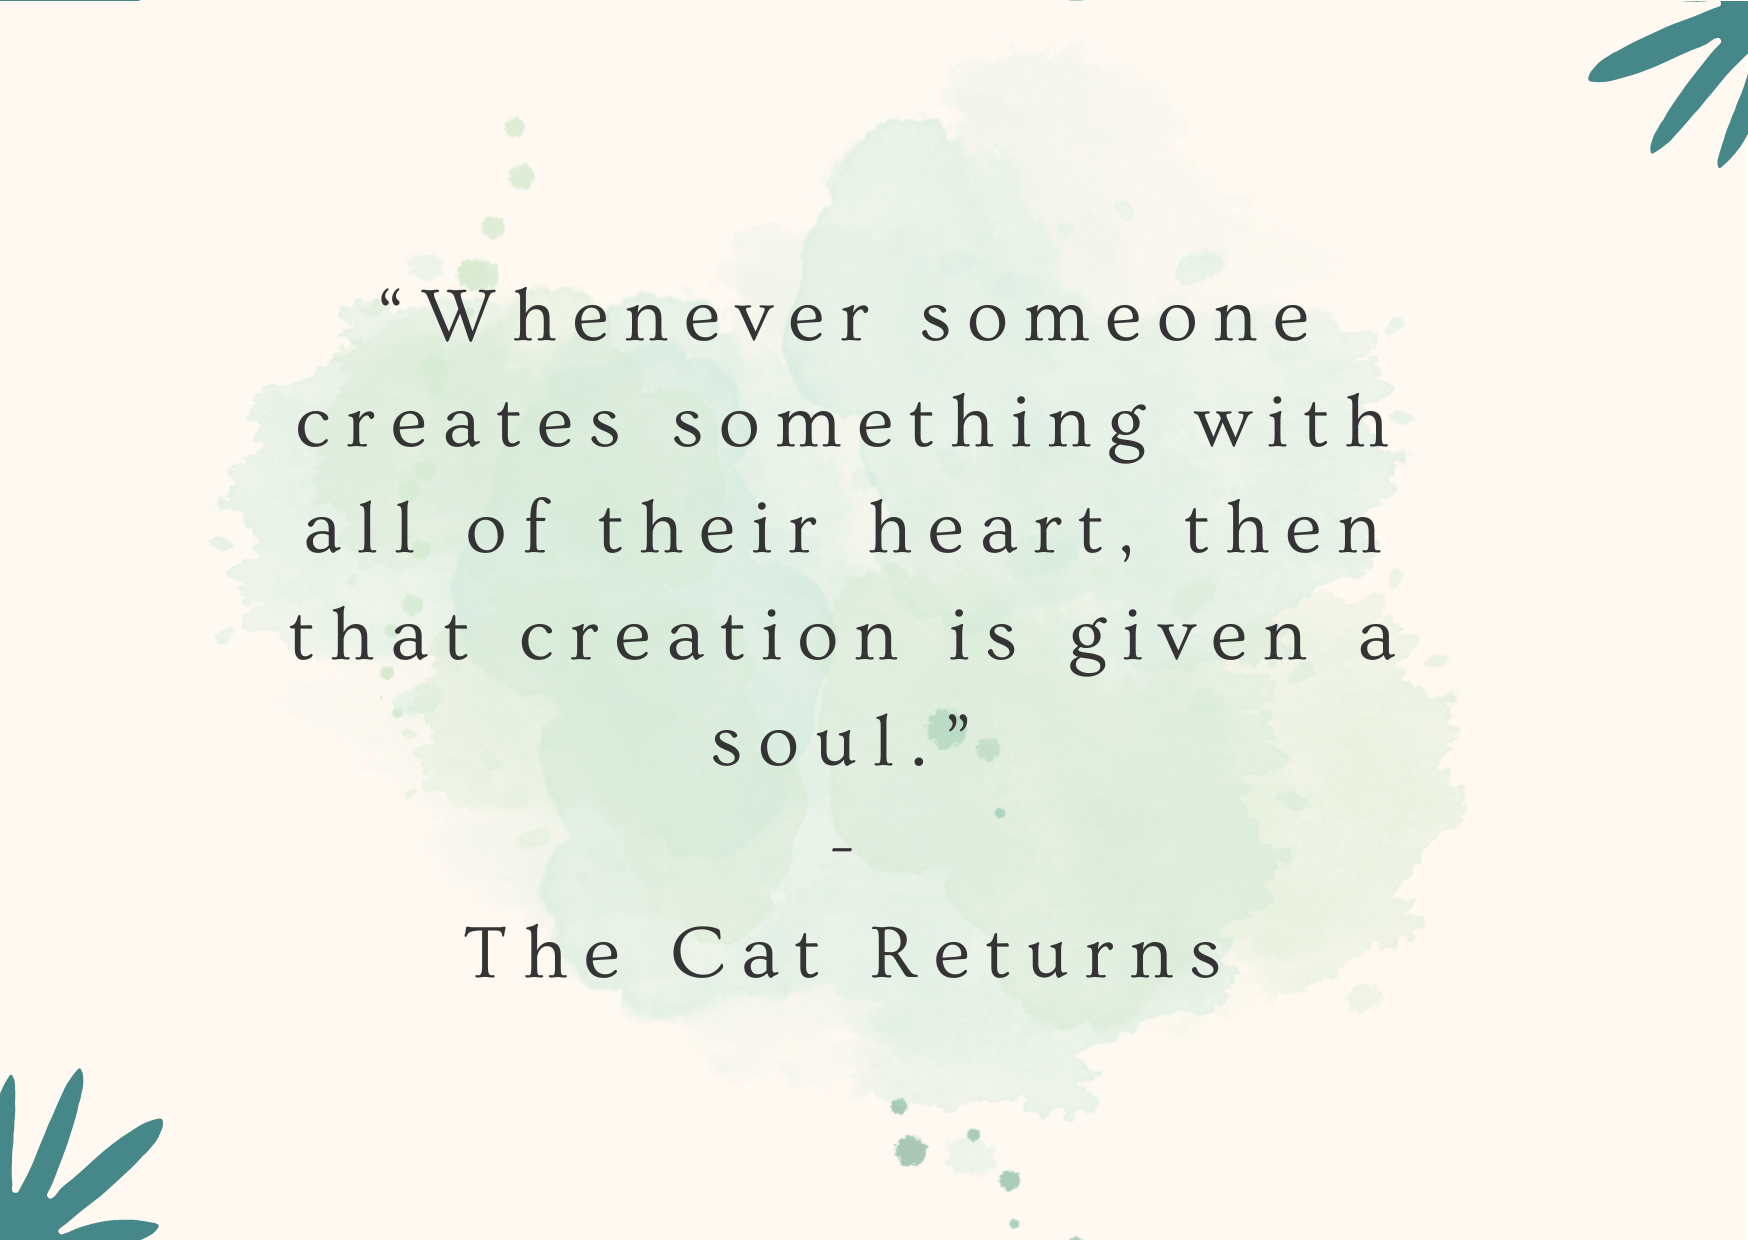 “Whenever someone
creates something with
all of their heart, then
that creation is given a
soul.”
–
The Cat Returns